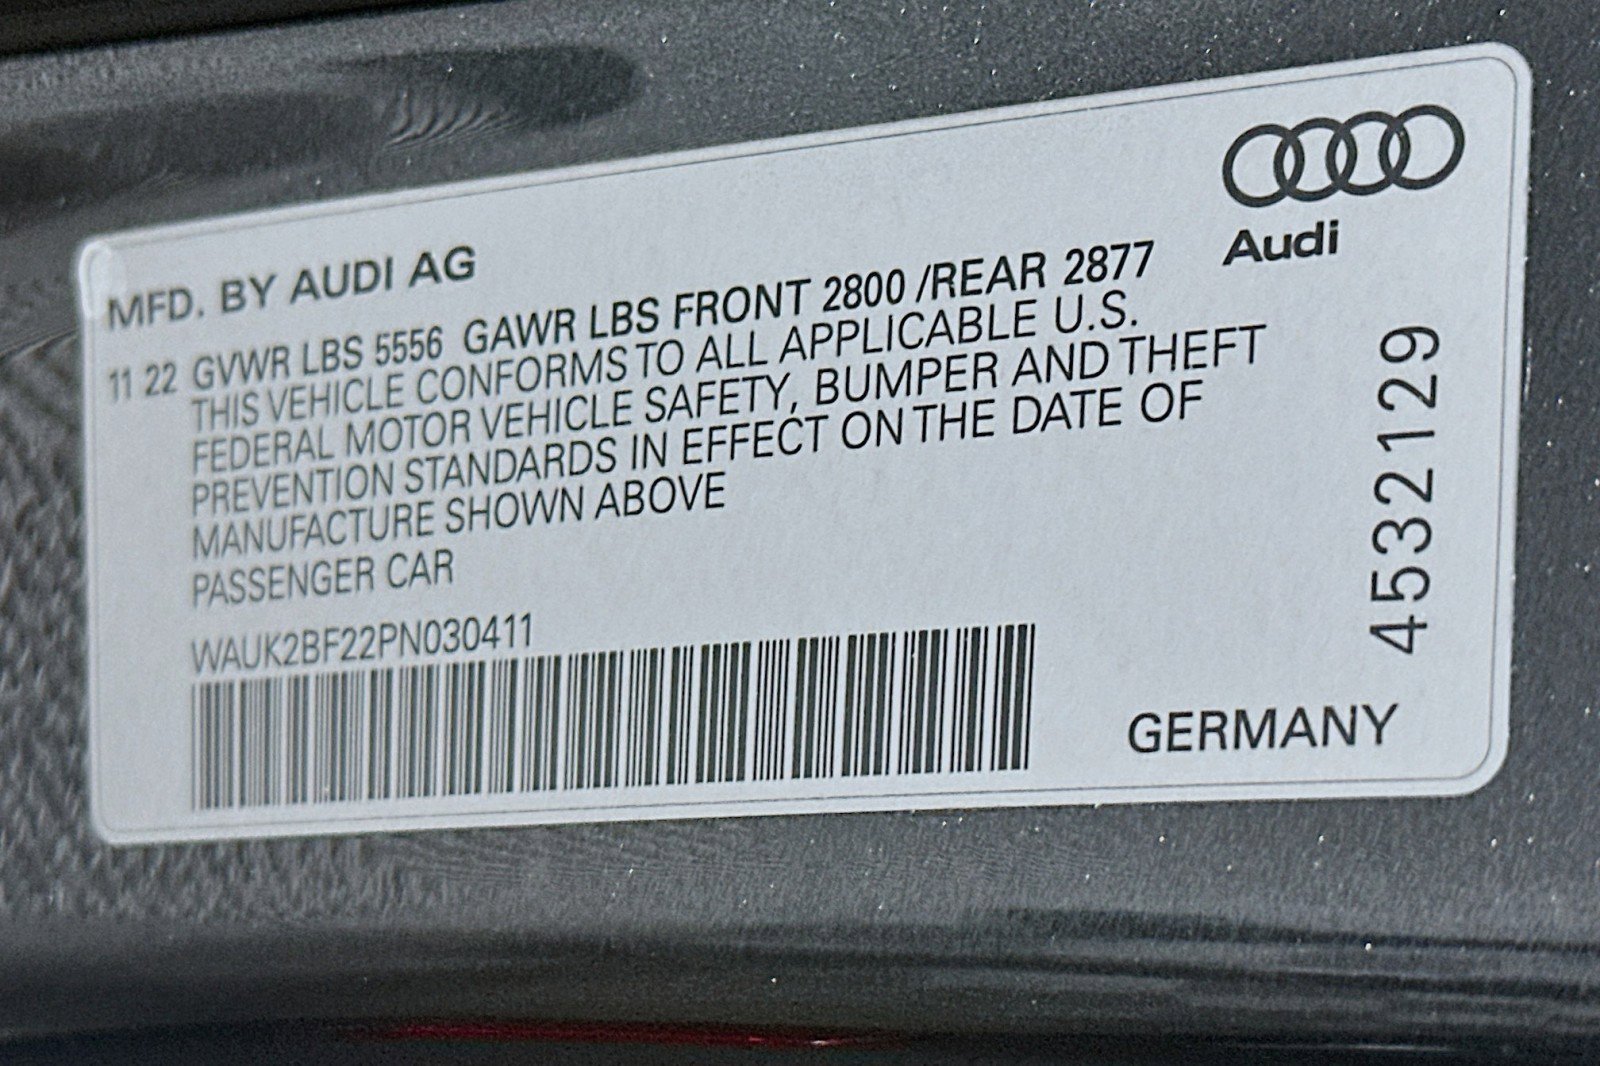 Audi
MFD. BY AUDI AG
11 22 GVWR LBS 5556 GAWR LBS FRONT 2800 /REAR 2877
THIS VEHICLE CONFORMS TO ALL APPLICABLE U.S.
FEDERAL MOTOR VEHICLE SAFETY, BUMPER AND THEFT
PREVENTION STANDARDS IN EFFECT ON THE DATE OF
MANUFACTURE SHOWN ABOVE
PASSENGER CAR
WAUK2BF22PN030411
4532129
GERMANY